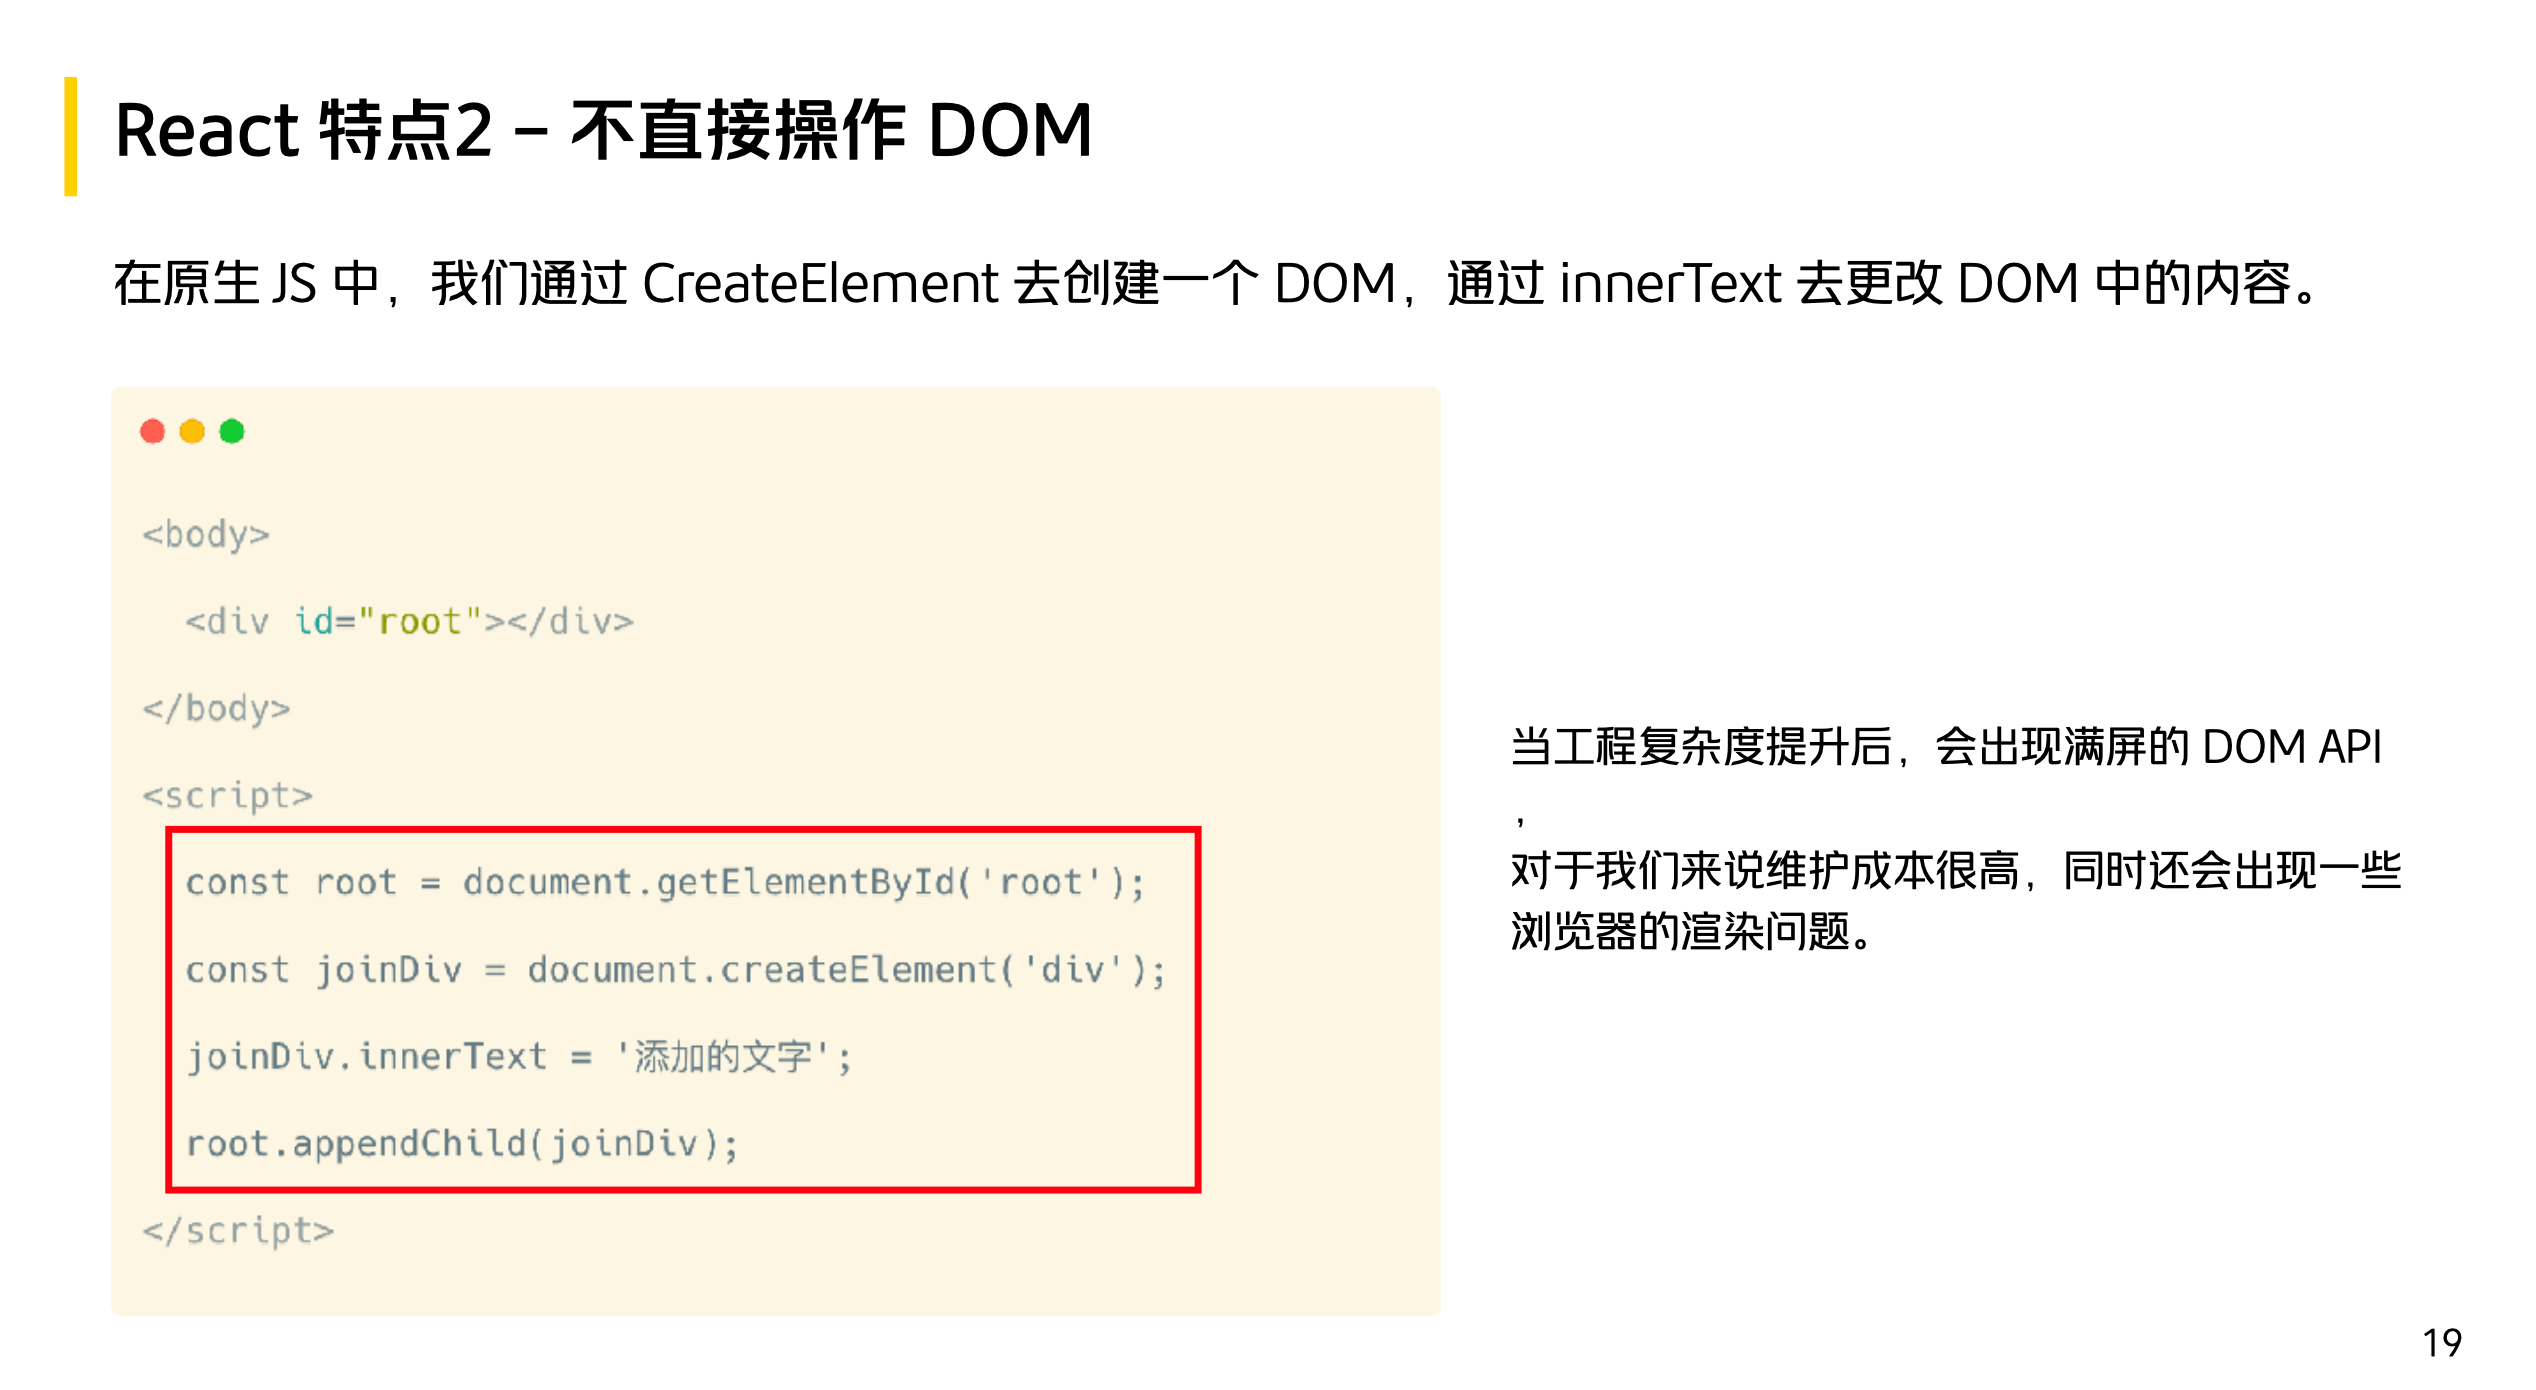 React 特点2 – 不直接操作 DOM
在原生 JS 中，我们通过 CreateElement 去创建一个 DOM，通过 innerText 去更改 DOM 中的内容。
<body>
  <div id="root"></div>
</body>
<script>
  const root = document.getElementById('root');
  const joinDiv = document.createElement('div');
  joinDiv.innerText = '添加的文字';
  root.appendChild(joinDiv);
</script>
当工程复杂度提升后，会出现满屏的 DOM API
，
对于我们来说维护成本很高，同时还会出现一些
浏览器的渲染问题。
19